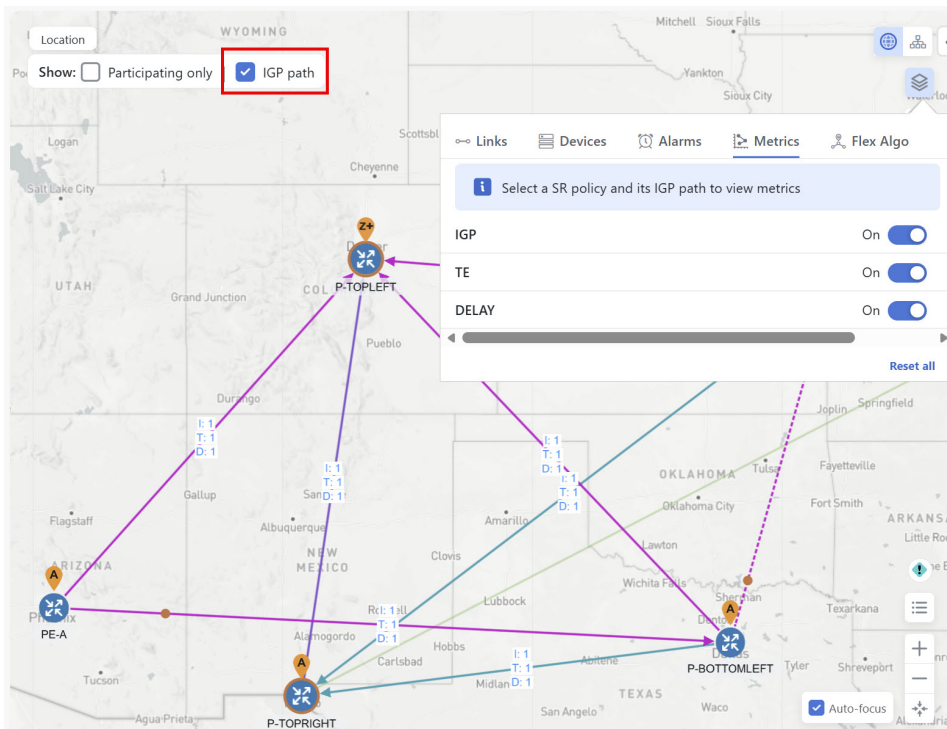 Location
Show: Participating only IGP path
WYOMING
Mitchell Sioux Falls
Yankton
Sioux City
Logan
Scottsbl
Salt Lake City
Cheyenne
Links Devices Alarms Metrics Flex Algo
i Select a SR policy and its IGP path to view metrics
IGP On
TE On
DELAY On
Reset all
Z+
P-TOPLEFT
UTAH
Grand Junction
COL
Pueblo
Durango
Joplin Springfield
I: 1
T: 1
D: 1
I: 1
T: 1
D: 1
I: 1
T: 1
D: 1
I: 1
T: 1
D: 1
OKLAHOMA
Tulsa
Fayetteville
Gallup
Oklahoma City
Fort Smith
Flagstaff
Albuquerque
Amarillo
ARKANSA
Little Ro
NEW
MEXICO
Clovis
Lawton
ARIZONA
A
PE-A
Wichita Falls
Sherman
Texarkana
Lubbock
I: 1
T: 1
D: 1
Alamogordo
Hobbs
Carlsbad
A
P-BOTTOMLEFT
Tyler
Shreveport
Tucson
I: 1
T: 1
D: 1
Abilene
Midlan
TEXAS
Waco
San Angelo
A
P-TOPRIGHT
Agua Prieta
Auto-focus